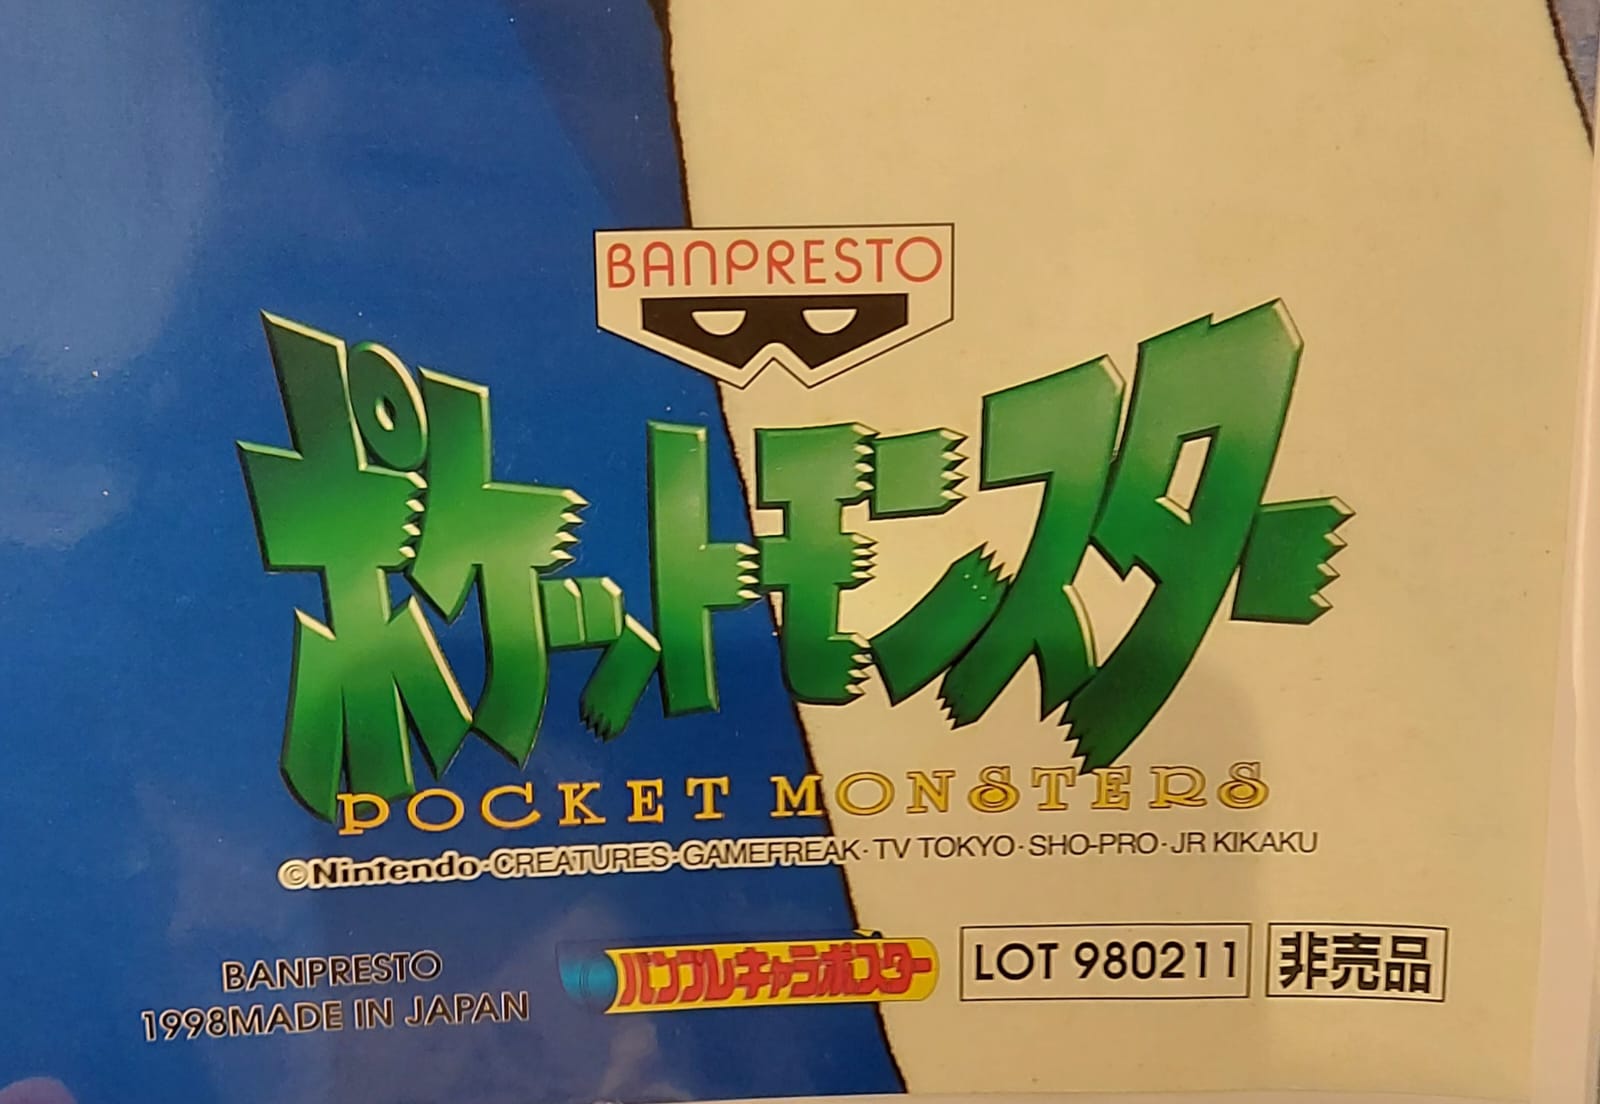 BANPRESTO
ポケットモンスター
POCKET MONSTERS
©Nintendo·CREATURES·GAMEFREAK·TV TOKYO·SHO-PRO·JR KIKAKU
バンプレキャラポスター
LOT 980211
非売品
BANPRESTO
1998MADE IN JAPAN